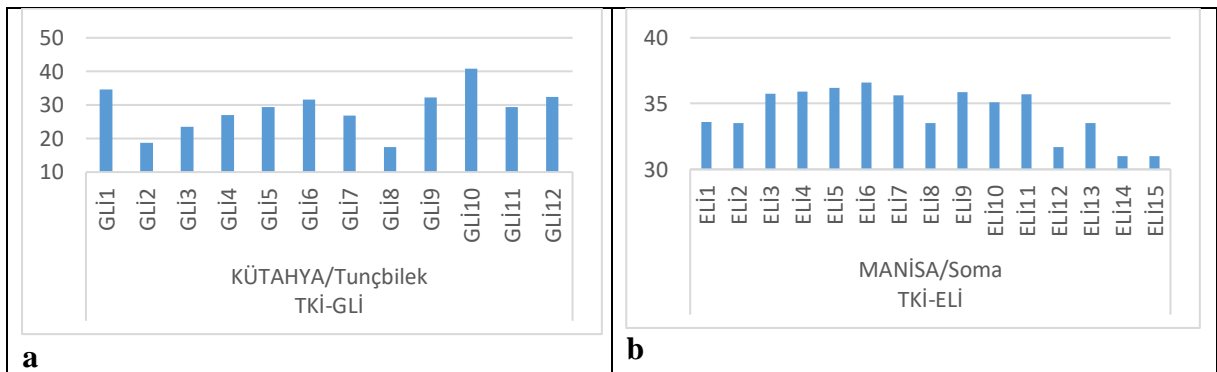 50
40
30
20
10
GLİ1
GLİ2
GLİ3
GLİ4
GLİ5
GLİ6
GLİ7
GLİ8
GLİ9
GLİ10
GLİ11
GLİ12
KÜTAHYA/Tunçbilek
TKİ-GLİ
a
40
35
30
ELİ1
ELİ2
ELİ3
ELİ4
ELİ5
ELİ6
ELİ7
ELİ8
ELİ9
ELİ10
ELİ11
ELİ12
ELİ13
ELİ14
ELİ15
MANİSA/Soma
TKİ-ELİ
b